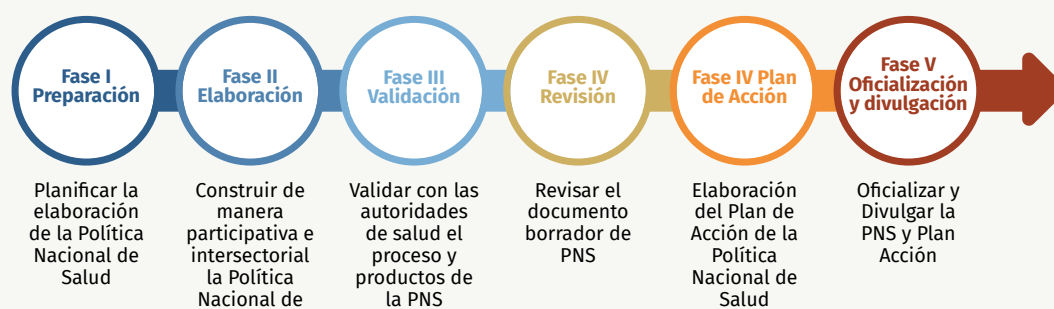 Fase I
Preparación
Fase II
Elaboración
Fase III
Validación
Fase IV
Revisión
Fase IV Plan
de Acción
Fase V
Oficialización
y divulgación
Planificar la
elaboración
de la Política
Nacional de
Salud
Construir de
manera
participativa e
intersectorial
la Política
Nacional de
Validar con las
autoridades
de salud el
proceso y
productos de
la PNS
Revisar el
documento
borrador de
PNS
Elaboración
del Plan de
Acción de la
Política
Nacional de
Salud
Oficializar y
Divulgar la
PNS y Plan
Acción